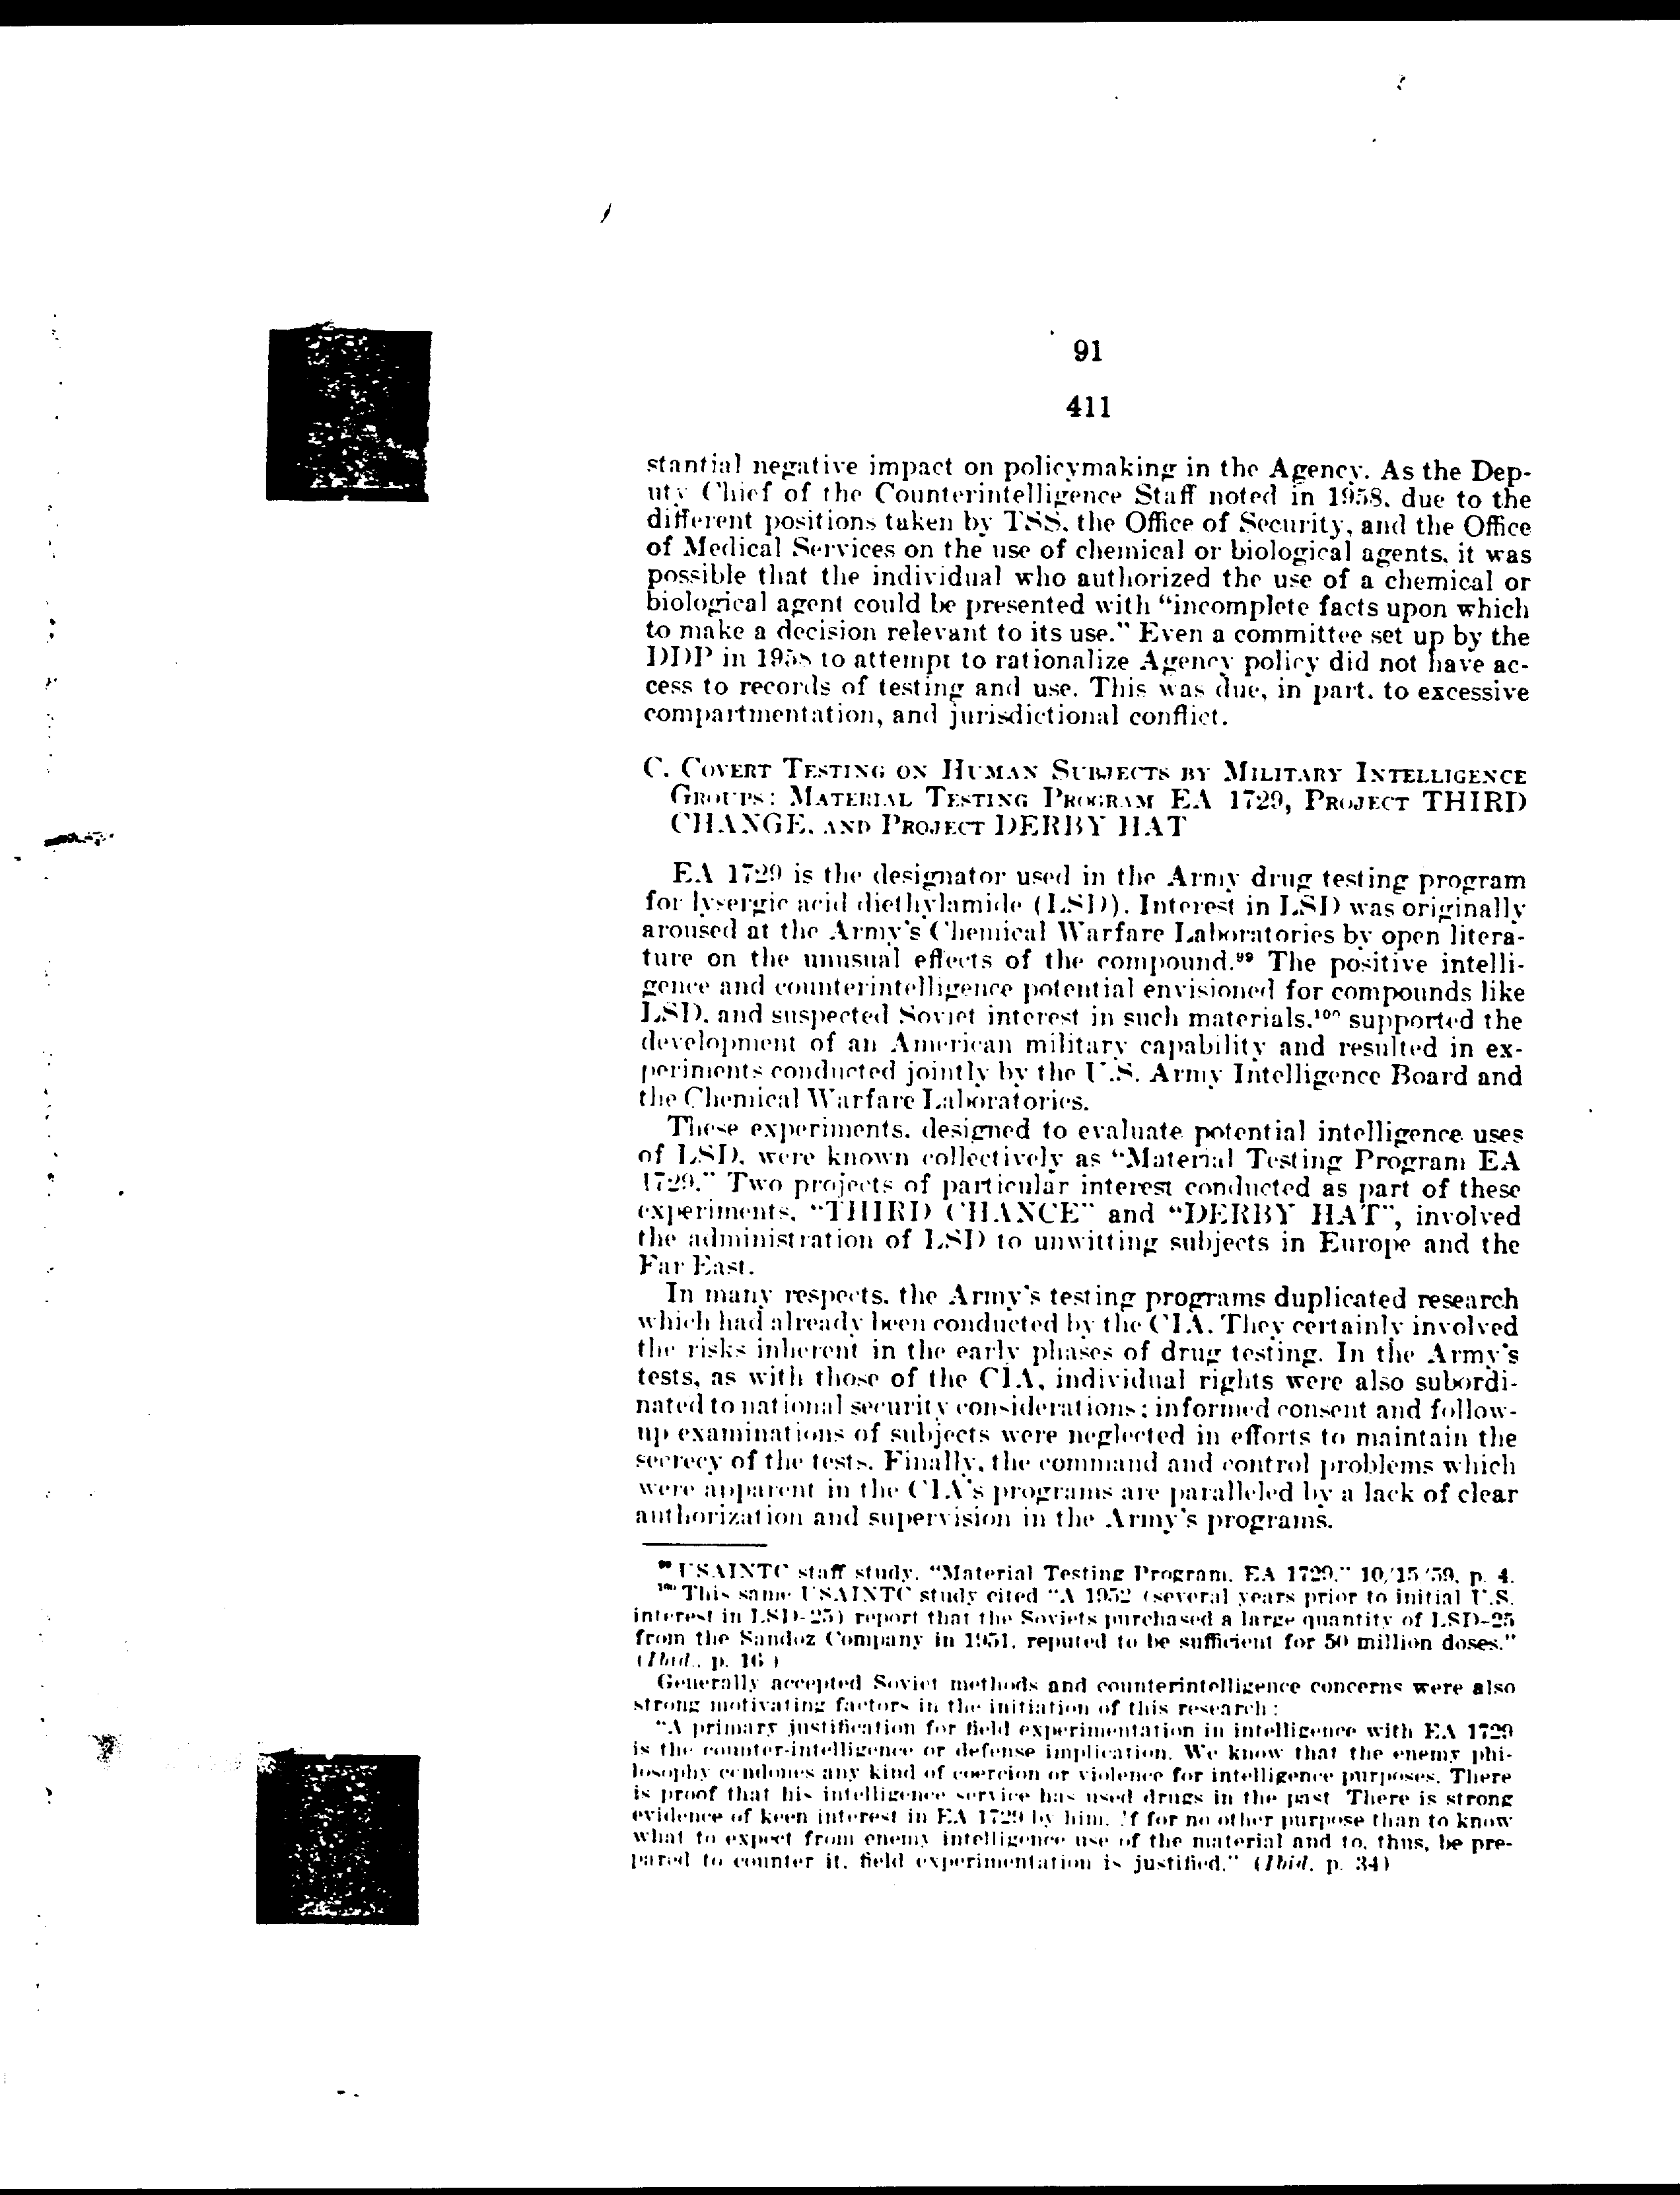 91
411
stantial negative impact on policymaking in the Agency. As the Dep-
uty Chief of the Counterintelligence Staff noted in 1958, due to the
different positions taken by TSS, the Office of Security, and the Office
of Medical Services on the use of chemical or biological agents, it was
possible that the individual who authorized the use of a chemical or
biological agent could be presented with “incomplete facts upon which
to make a decision relevant to its use.” Even a committee set up by the
DDP in 1958 to attempt to rationalize Agency policy did not have ac-
cess to records of testing and use. This was due, in part, to excessive
compartmentation, and jurisdictional conflict.
C. COVERT TESTING ON HUMAN SUBJECTS BY MILITARY INTELLIGENCE
GROUPS: MATERIAL TESTING PROGRAM EA 1729, PROJECT THIRD
CHANGE, AND PROJECT DERBY HAT
EA 1729 is the designator used in the Army drug testing program
for lysergic acid diethylamide (LSD). Interest in LSD was originally
aroused at the Army's Chemical Warfare Laboratories by open litera-
ture on the unusual effects of the compound.99 The positive intelli-
gence and counterintelligence potential envisioned for compounds like
LSD, and suspected Soviet interest in such materials,100 supported the
development of an American military capability and resulted in ex-
periments conducted jointly by the U.S. Army Intelligence Board and
the Chemical Warfare Laboratories.
These experiments, designed to evaluate potential intelligence uses
of LSD, were known collectively as “Material Testing Program EA
1729.” Two projects of particular interest conducted as part of these
experiments, “THIRD CHANCE” and “DERBY HAT”, involved
the administration of LSD to unwitting subjects in Europe and the
Far East.
In many respects, the Army's testing programs duplicated research
which had already been conducted by the CIA. They certainly involved
the risks inherent in the early phases of drug testing. In the Army's
tests, as with those of the CIA, individual rights were also subordi-
nated to national security considerations; informed consent and follow-
up examinations of subjects were neglected in efforts to maintain the
secrecy of the tests. Finally, the command and control problems which
were apparent in the CIA's programs are paralleled by a lack of clear
authorization and supervision in the Army's programs.
99 USAINTC staff study, “Material Testing Program, EA 1729,” 10/15/59, p. 4.
100 This same USAINTC study cited “A 1952 (several years prior to initial U.S.
interest in LSD-25) report that the Soviets purchased a large quantity of LSD-25
from the Sandoz Company in 1951, reputed to be sufficient for 50 million doses.”
(Ibid., p. 16.)
Generally accepted Soviet methods and counterintelligence concerns were also
strong motivating factors in the initiation of this research:
“A primary justification for field experimentation in intelligence with EA 1729
is the counter-intelligence or defense implication. We know that the enemy phi-
losophy condones any kind of coercion or violence for intelligence purposes. There
is proof that his intelligence service has used drugs in the past. There is strong
evidence of keen interest in EA 1729 by him. If for no other purpose than to know
what to expect from enemy intelligence use of the material and to, thus, be pre-
pared to counter it, field experimentation is justified.” (Ibid, p. 34)